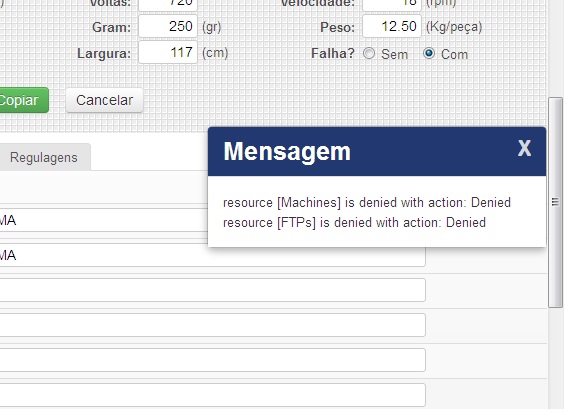 Voltas: 720 Velocidade: 18 (rpm)
Gram: 250 (gr) Peso: 12.50 (Kg/peça)
Largura: 117 (cm) Falha? Sem Com
Copiar Cancelar
Regulagens
Mensagem X
resource [Machines] is denied with action: Denied
resource [FTPs] is denied with action: Denied
MA
MA